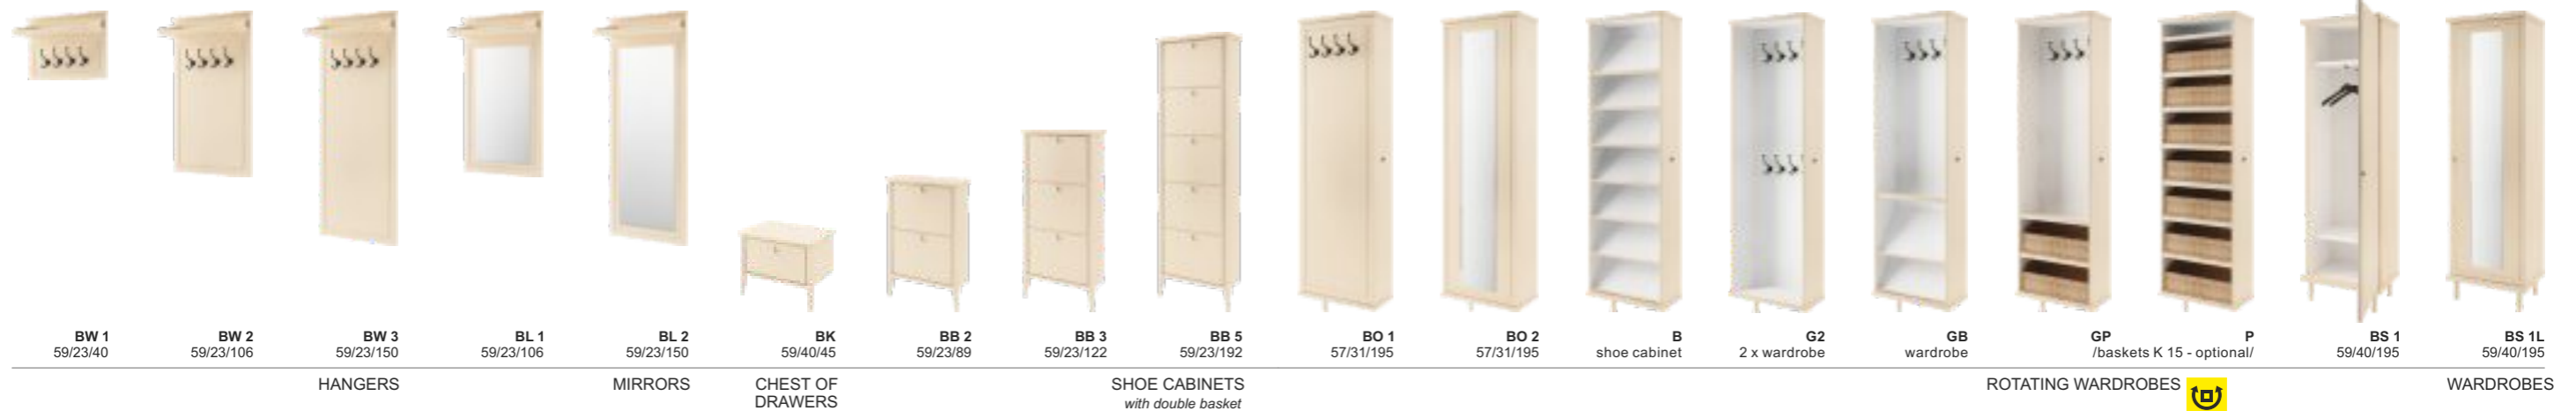 BW 1
59/23/40
BW 2
59/23/106
BW 3
59/23/150
BL 1
59/23/106
BL 2
59/23/150
BK
59/40/45
BB 2
59/23/89
BB 3
59/23/122
BB 5
59/23/192
BO 1
57/31/195
BO 2
57/31/195
B
shoe cabinet
G2
2 x wardrobe
GB
wardrobe
GP
P
/baskets K 15 - optional/
BS 1
59/40/195
BS 1L
59/40/195
HANGERS
MIRRORS
CHEST OF
DRAWERS
SHOE CABINETS
with double basket
ROTATING WARDROBES
WARDROBES